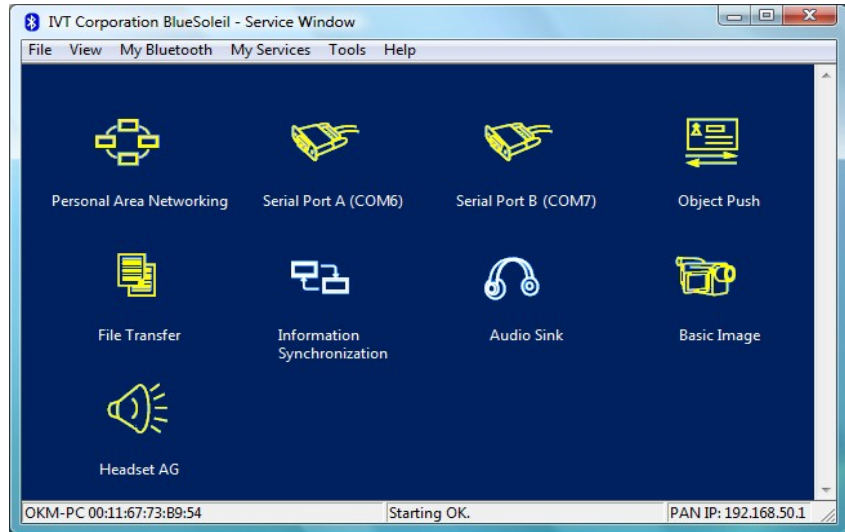 IVT Corporation BlueSoleil - Service Window
File View My Bluetooth My Services Tools Help
Personal Area Networking
Serial Port A (COM6)
Serial Port B (COM7)
Object Push
File Transfer
Information
Synchronization
Audio Sink
Basic Image
Headset AG
OKM-PC 00:11:67:73:B9:54
Starting OK.
PAN IP: 192.168.50.1